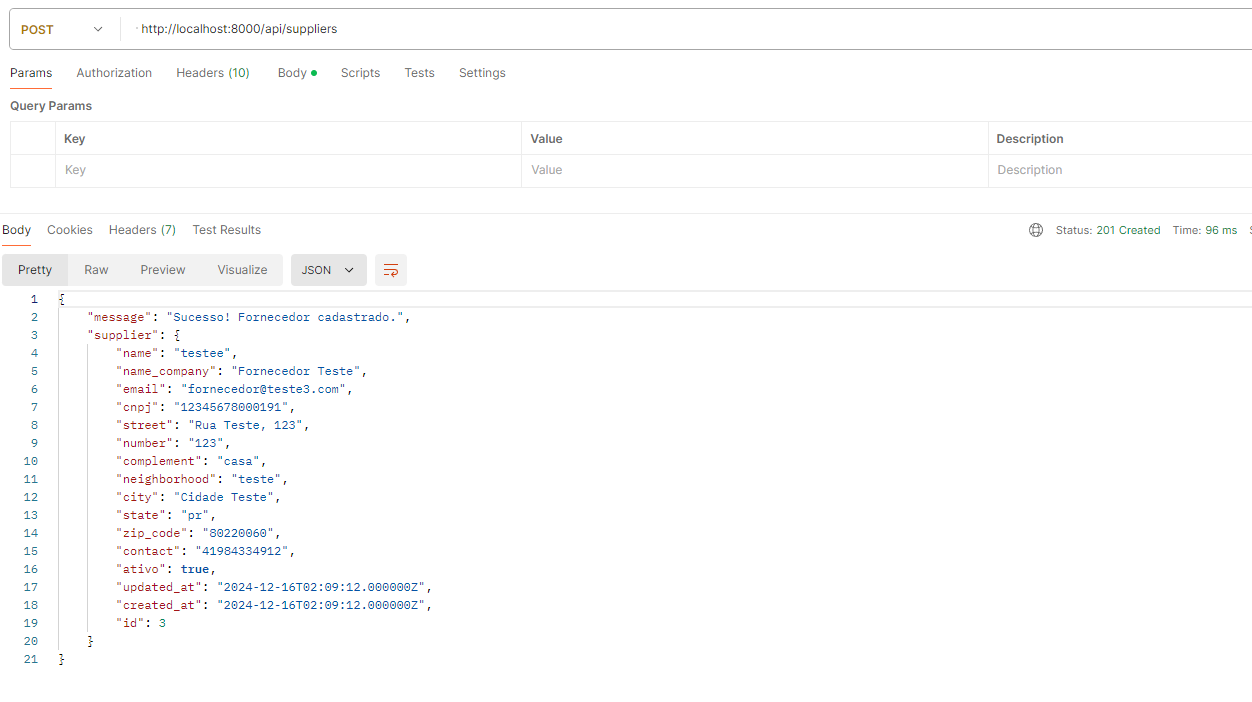 POST http://localhost:8000/api/suppliers
Params Authorization Headers (10) Body Scripts Tests Settings
Query Params
Key Value Description
Key Value Description
Body Cookies Headers (7) Test Results Status: 201 Created Time: 96 ms S
Pretty Raw Preview Visualize JSON
1 {
2 "message": "Sucesso! Fornecedor cadastrado.",
3 "supplier": {
4 "name": "testee",
5 "name_company": "Fornecedor Teste",
6 "email": "fornecedor@teste3.com",
7 "cnpj": "12345678000191",
8 "street": "Rua Teste, 123",
9 "number": "123",
10 "complement": "casa",
11 "neighborhood": "teste",
12 "city": "Cidade Teste",
13 "state": "pr",
14 "zip_code": "80220060",
15 "contact": "41984334912",
16 "ativo": true,
17 "updated_at": "2024-12-16T02:09:12.000000Z",
18 "created_at": "2024-12-16T02:09:12.000000Z",
19 "id": 3
20 }
21 }